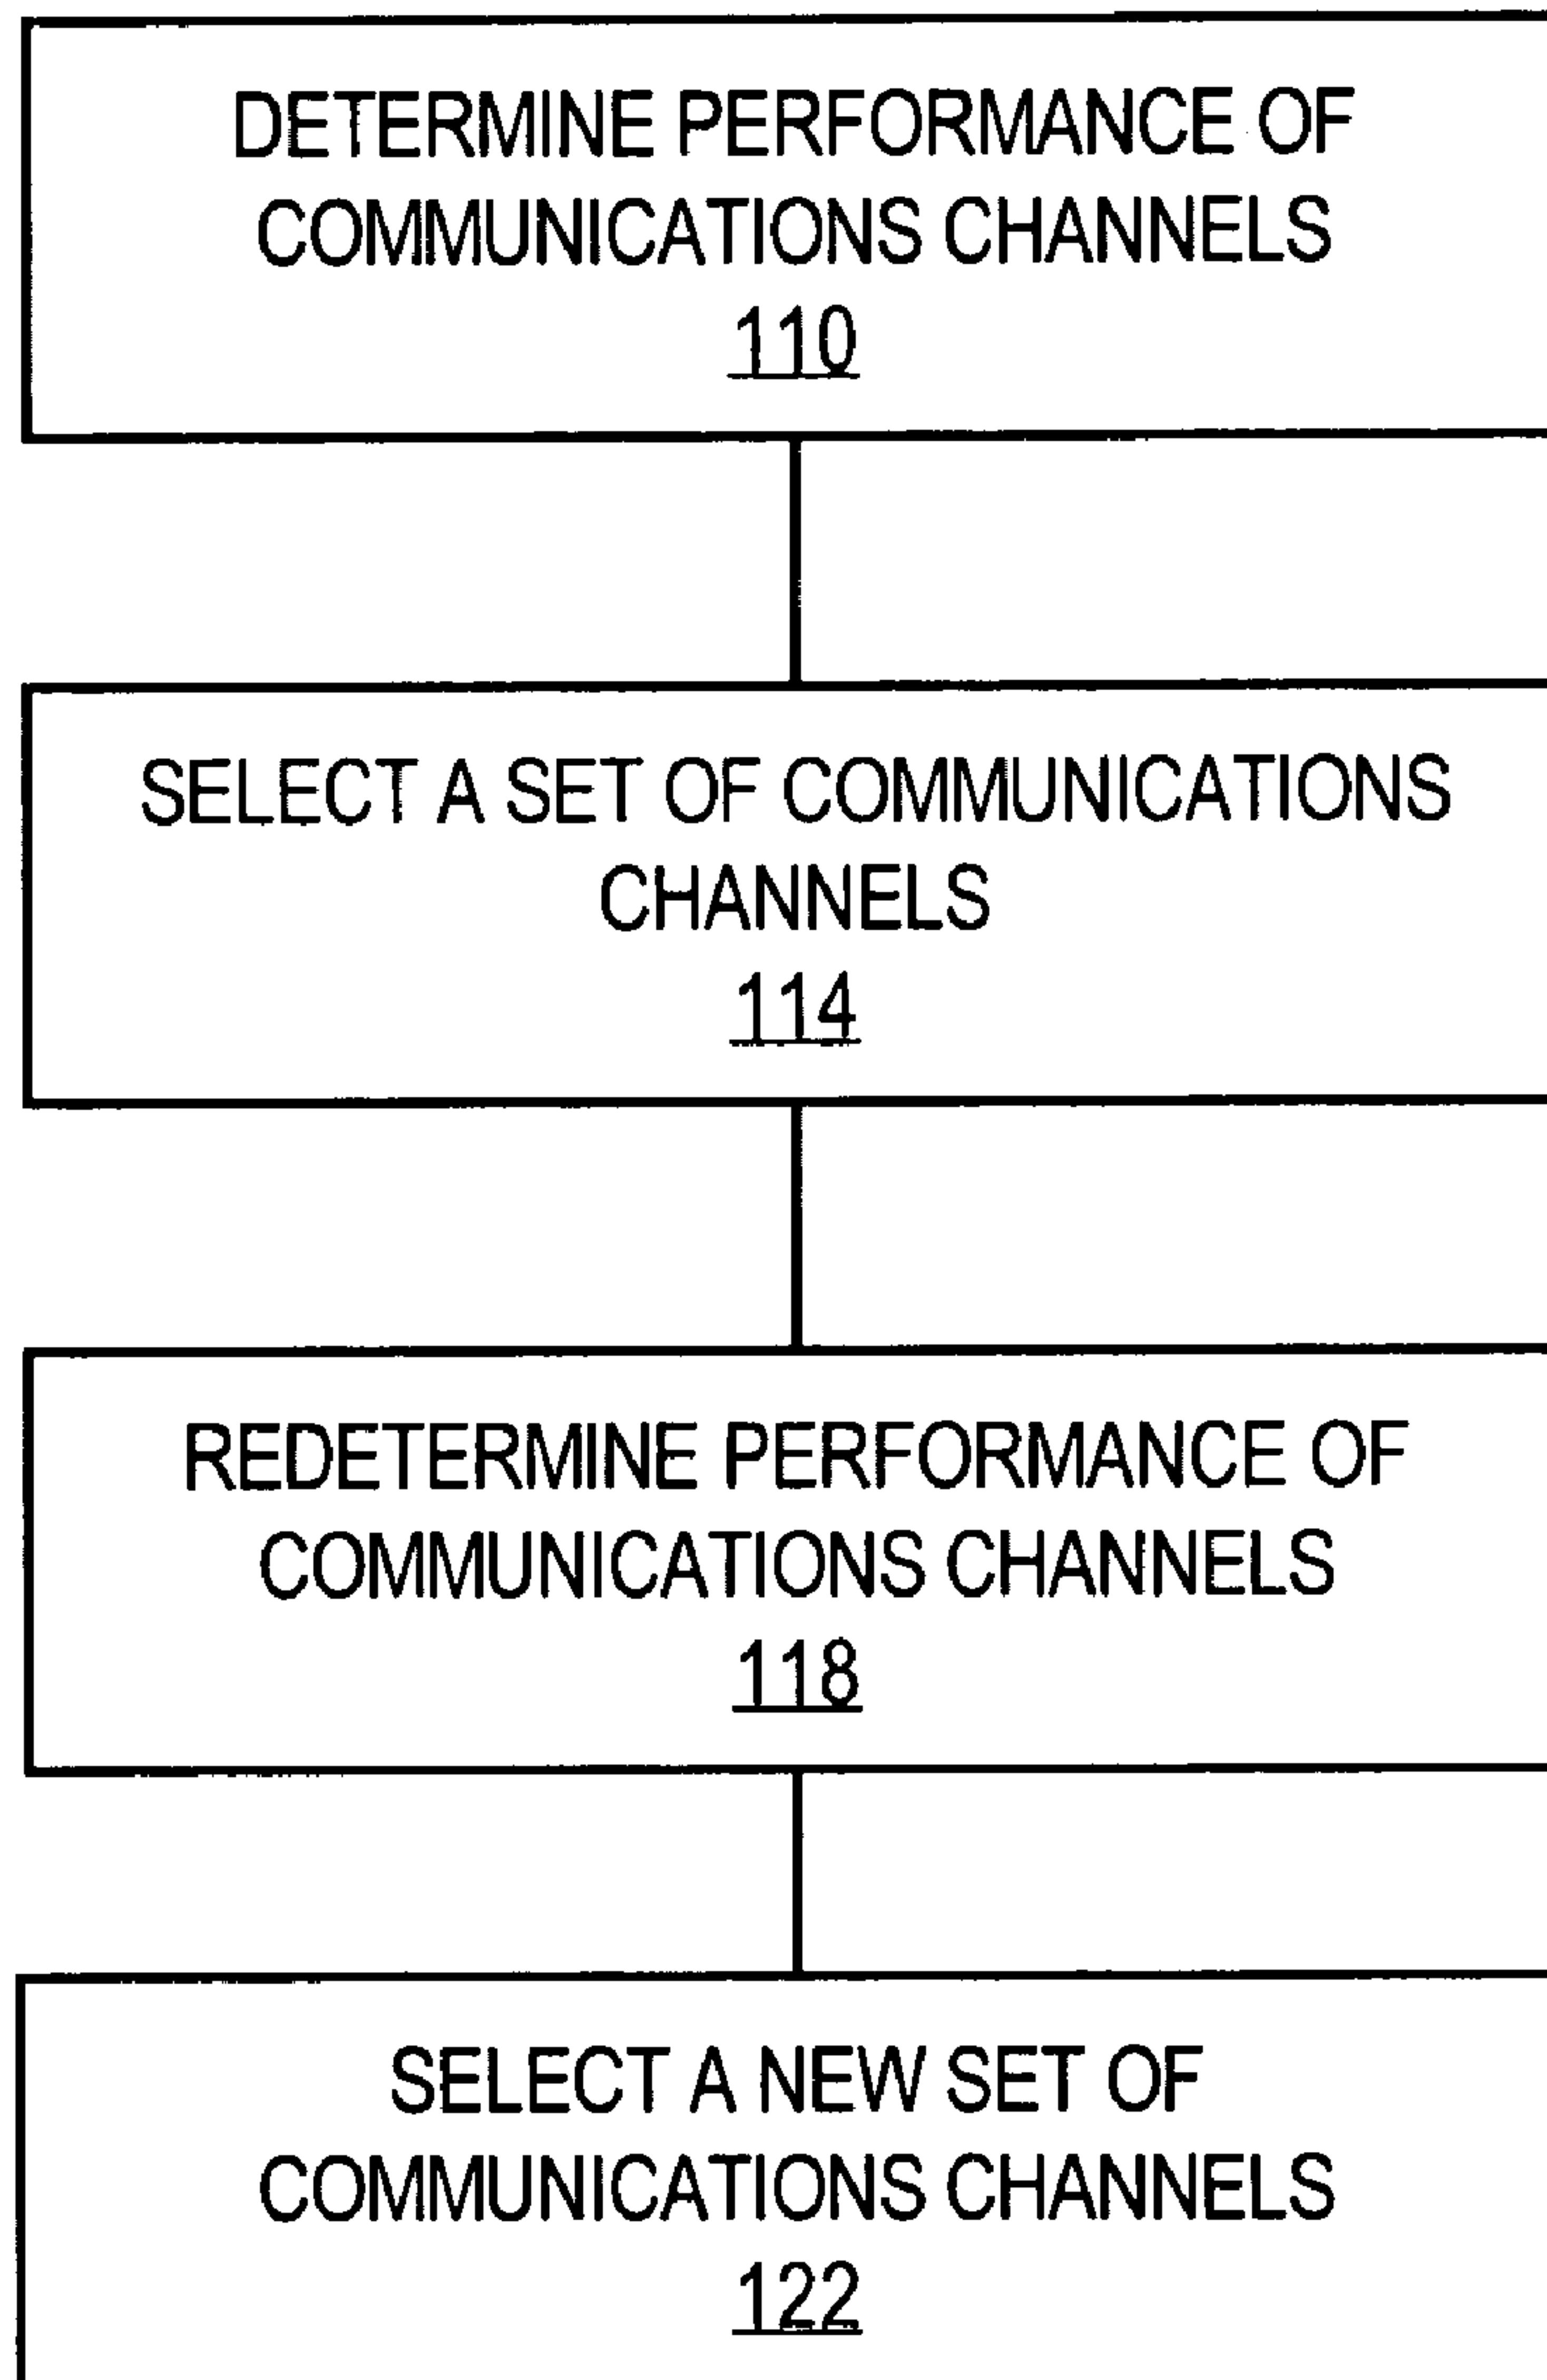 DETERMINE PERFORMANCE OF
COMMUNICATIONS CHANNELS
110
SELECT A SET OF COMMUNICATIONS
CHANNELS
114
REDETERMINE PERFORMANCE OF
COMMUNICATIONS CHANNELS
118
SELECT A NEW SET OF
COMMUNICATIONS CHANNELS
122